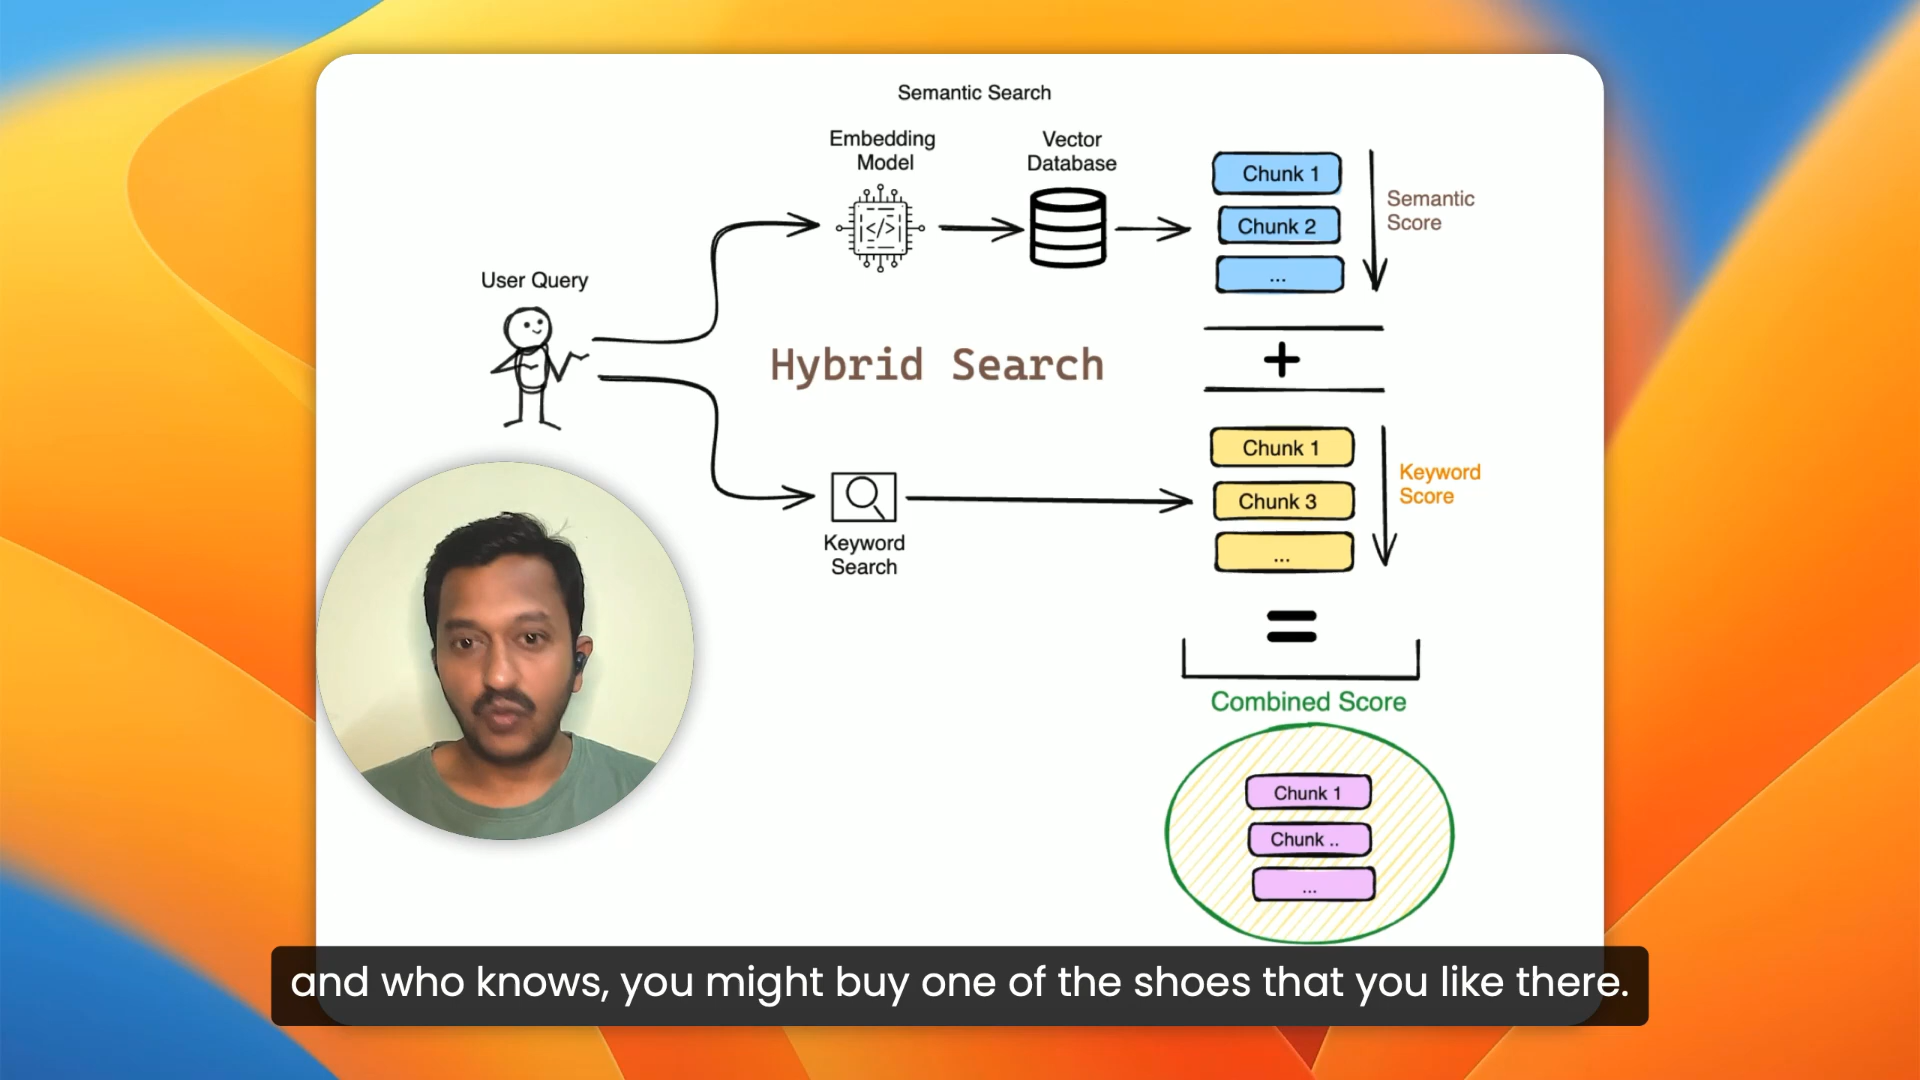 Semantic Search
Embedding
Model
Vector
Database
Chunk 1
Chunk 2
...
Semantic
Score
User Query
</>
Hybrid Search
+
Chunk 1
Chunk 3
...
Keyword
Score
Keyword
Search
=
Combined Score
Chunk 1
Chunk ..
...
and who knows, you might buy one of the shoes that you like there.